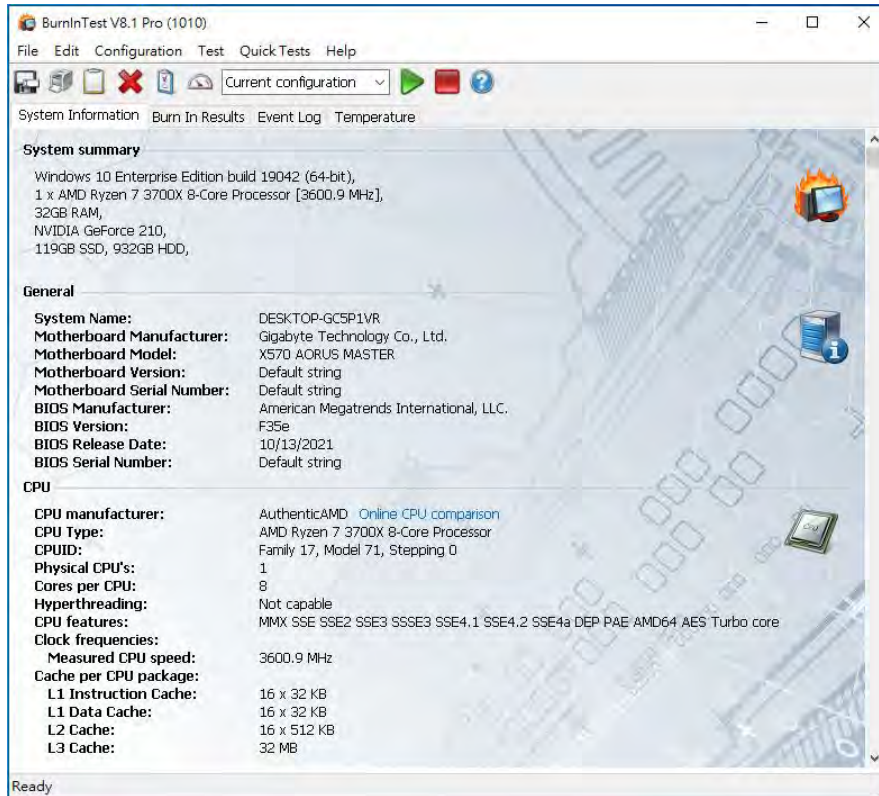 BurnInTest V8.1 Pro (1010)
File Edit Configuration Test Quick Tests Help
Current configuration
System Information Burn In Results Event Log Temperature
System summary
Windows 10 Enterprise Edition build 19042 (64-bit),
1 x AMD Ryzen 7 3700X 8-Core Processor [3600.9 MHz],
32GB RAM,
NVIDIA GeForce 210,
119GB SSD, 932GB HDD,
General
System Name: DESKTOP-GC5P1VR
Motherboard Manufacturer: Gigabyte Technology Co., Ltd.
Motherboard Model: X570 AORUS MASTER
Motherboard Version: Default string
Motherboard Serial Number: Default string
BIOS Manufacturer: American Megatrends International, LLC.
BIOS Version: F35e
BIOS Release Date: 10/13/2021
BIOS Serial Number: Default string
CPU
CPU manufacturer: AuthenticAMD Online CPU comparison
CPU Type: AMD Ryzen 7 3700X 8-Core Processor
CPUID: Family 17, Model 71, Stepping 0
Physical CPU's: 1
Cores per CPU: 8
Hyperthreading: Not capable
CPU features: MMX SSE SSE2 SSE3 SSSE3 SSE4.1 SSE4.2 SSE4a DEP PAE AMD64 AES Turbo core
Clock frequencies:
Measured CPU speed: 3600.9 MHz
Cache per CPU package:
L1 Instruction Cache: 16 x 32 KB
L1 Data Cache: 16 x 32 KB
L2 Cache: 16 x 512 KB
L3 Cache: 32 MB
Ready